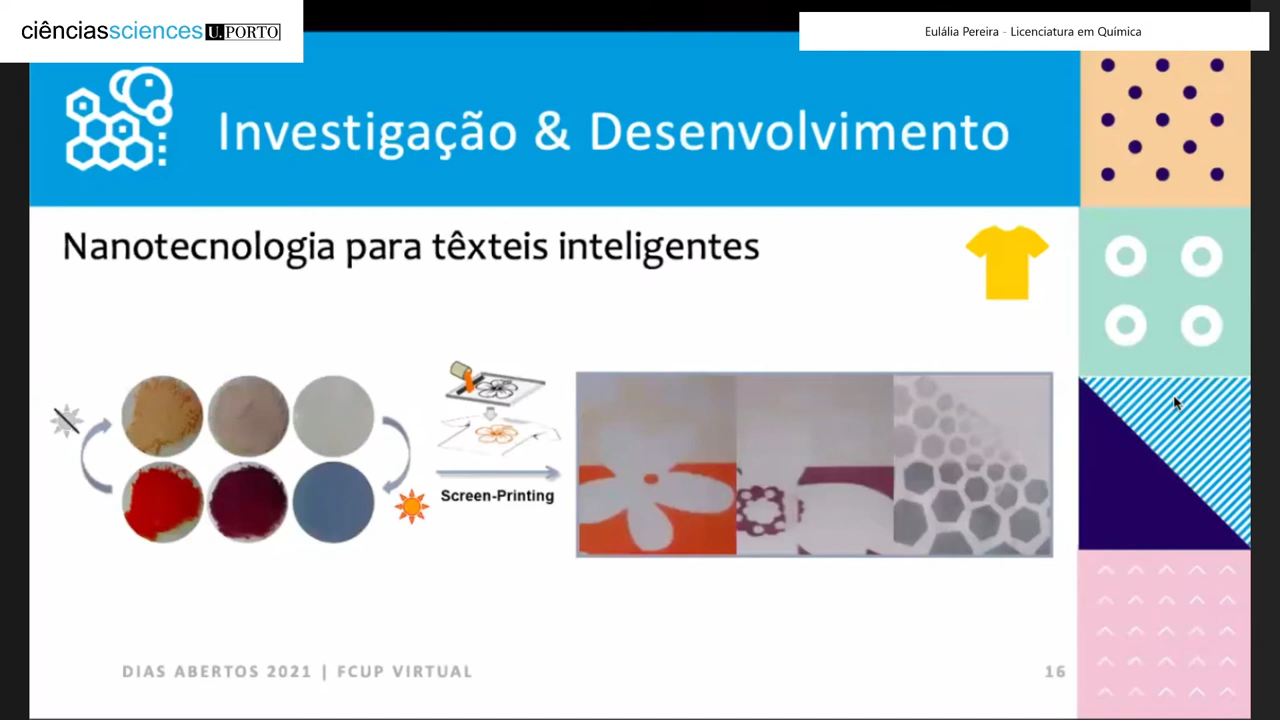 ciênciassciences U.PORTO
Eulália Pereira - Licenciatura em Química
Investigação & Desenvolvimento
Nanotecnologia para têxteis inteligentes
Screen-Printing
DIAS ABERTOS 2021 | FCUP VIRTUAL
16